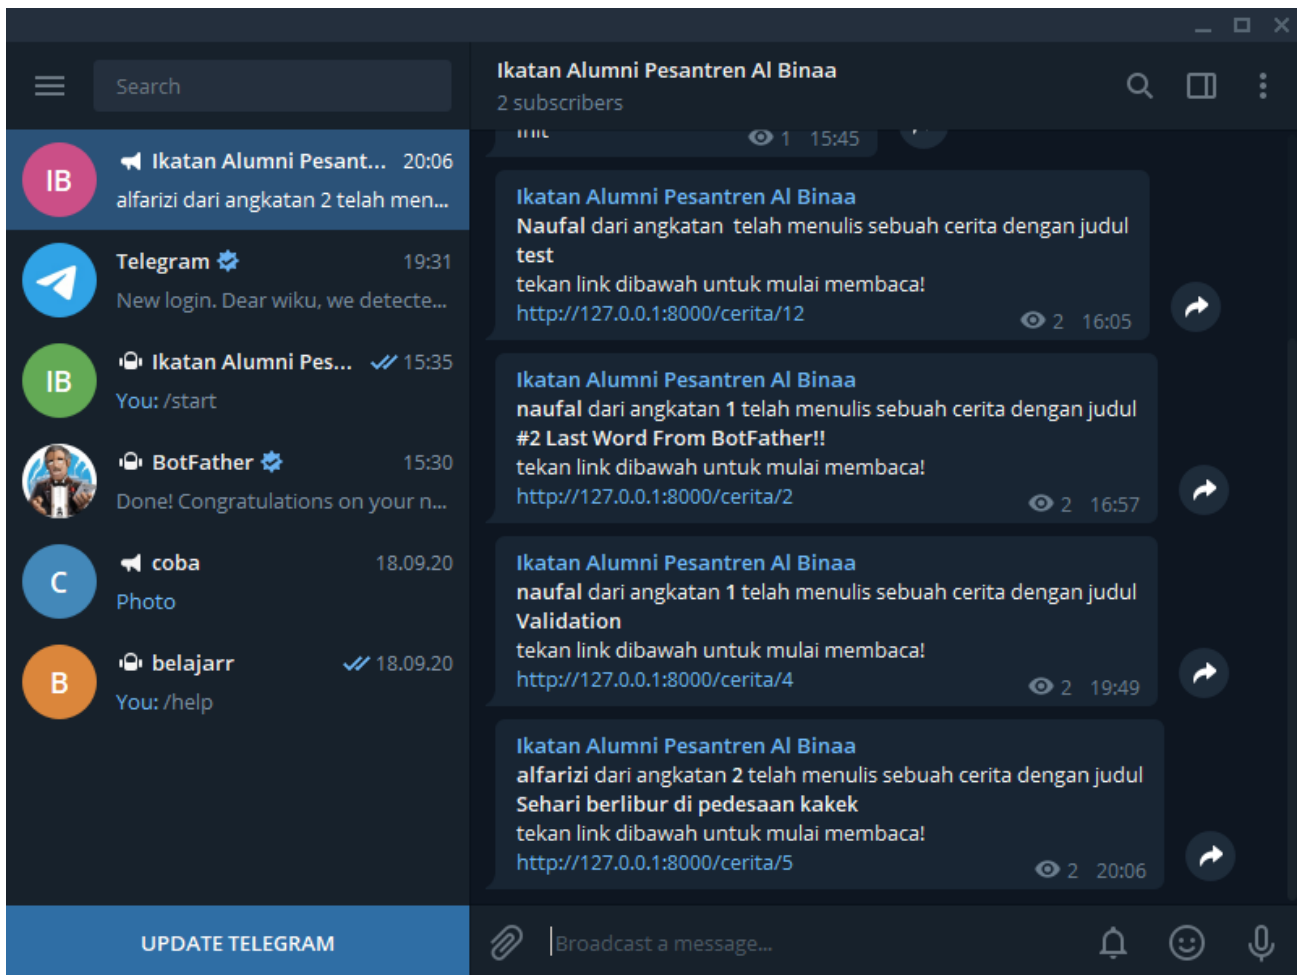 Search
IB
Ikatan Alumni Pesant... 20:06
alfarizi dari angkatan 2 telah men...
Telegram 19:31
New login. Dear wiku, we detecte...
IB
Ikatan Alumni Pes... 15:35
You: /start
BotFather 15:30
Done! Congratulations on your n...
C
coba 18.09.20
Photo
B
belajarr 18.09.20
You: /help
UPDATE TELEGRAM
Ikatan Alumni Pesantren Al Binaa
2 subscribers
1 15:45
Ikatan Alumni Pesantren Al Binaa
Naufal dari angkatan  telah menulis sebuah cerita dengan judul
test
tekan link dibawah untuk mulai membaca!
http://127.0.0.1:8000/cerita/12
2 16:05
Ikatan Alumni Pesantren Al Binaa
naufal dari angkatan 1 telah menulis sebuah cerita dengan judul
#2 Last Word From BotFather!!
tekan link dibawah untuk mulai membaca!
http://127.0.0.1:8000/cerita/2
2 16:57
Ikatan Alumni Pesantren Al Binaa
naufal dari angkatan 1 telah menulis sebuah cerita dengan judul
Validation
tekan link dibawah untuk mulai membaca!
http://127.0.0.1:8000/cerita/4
2 19:49
Ikatan Alumni Pesantren Al Binaa
alfarizi dari angkatan 2 telah menulis sebuah cerita dengan judul
Sehari berlibur di pedesaan kakek
tekan link dibawah untuk mulai membaca!
http://127.0.0.1:8000/cerita/5
2 20:06
Broadcast a message...